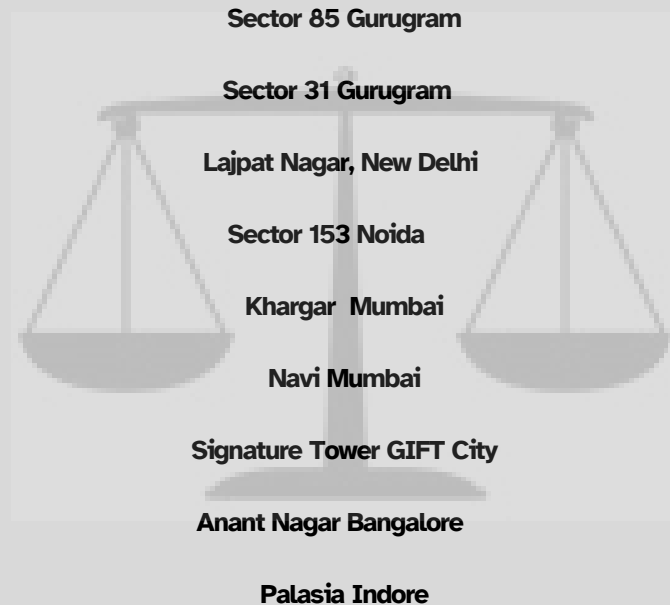 Sector 85 Gurugram
Sector 31 Gurugram
Lajpat Nagar, New Delhi
Sector 153 Noida
Khargar  Mumbai
Navi Mumbai
Signature Tower GIFT City
Anant Nagar Bangalore
Palasia Indore